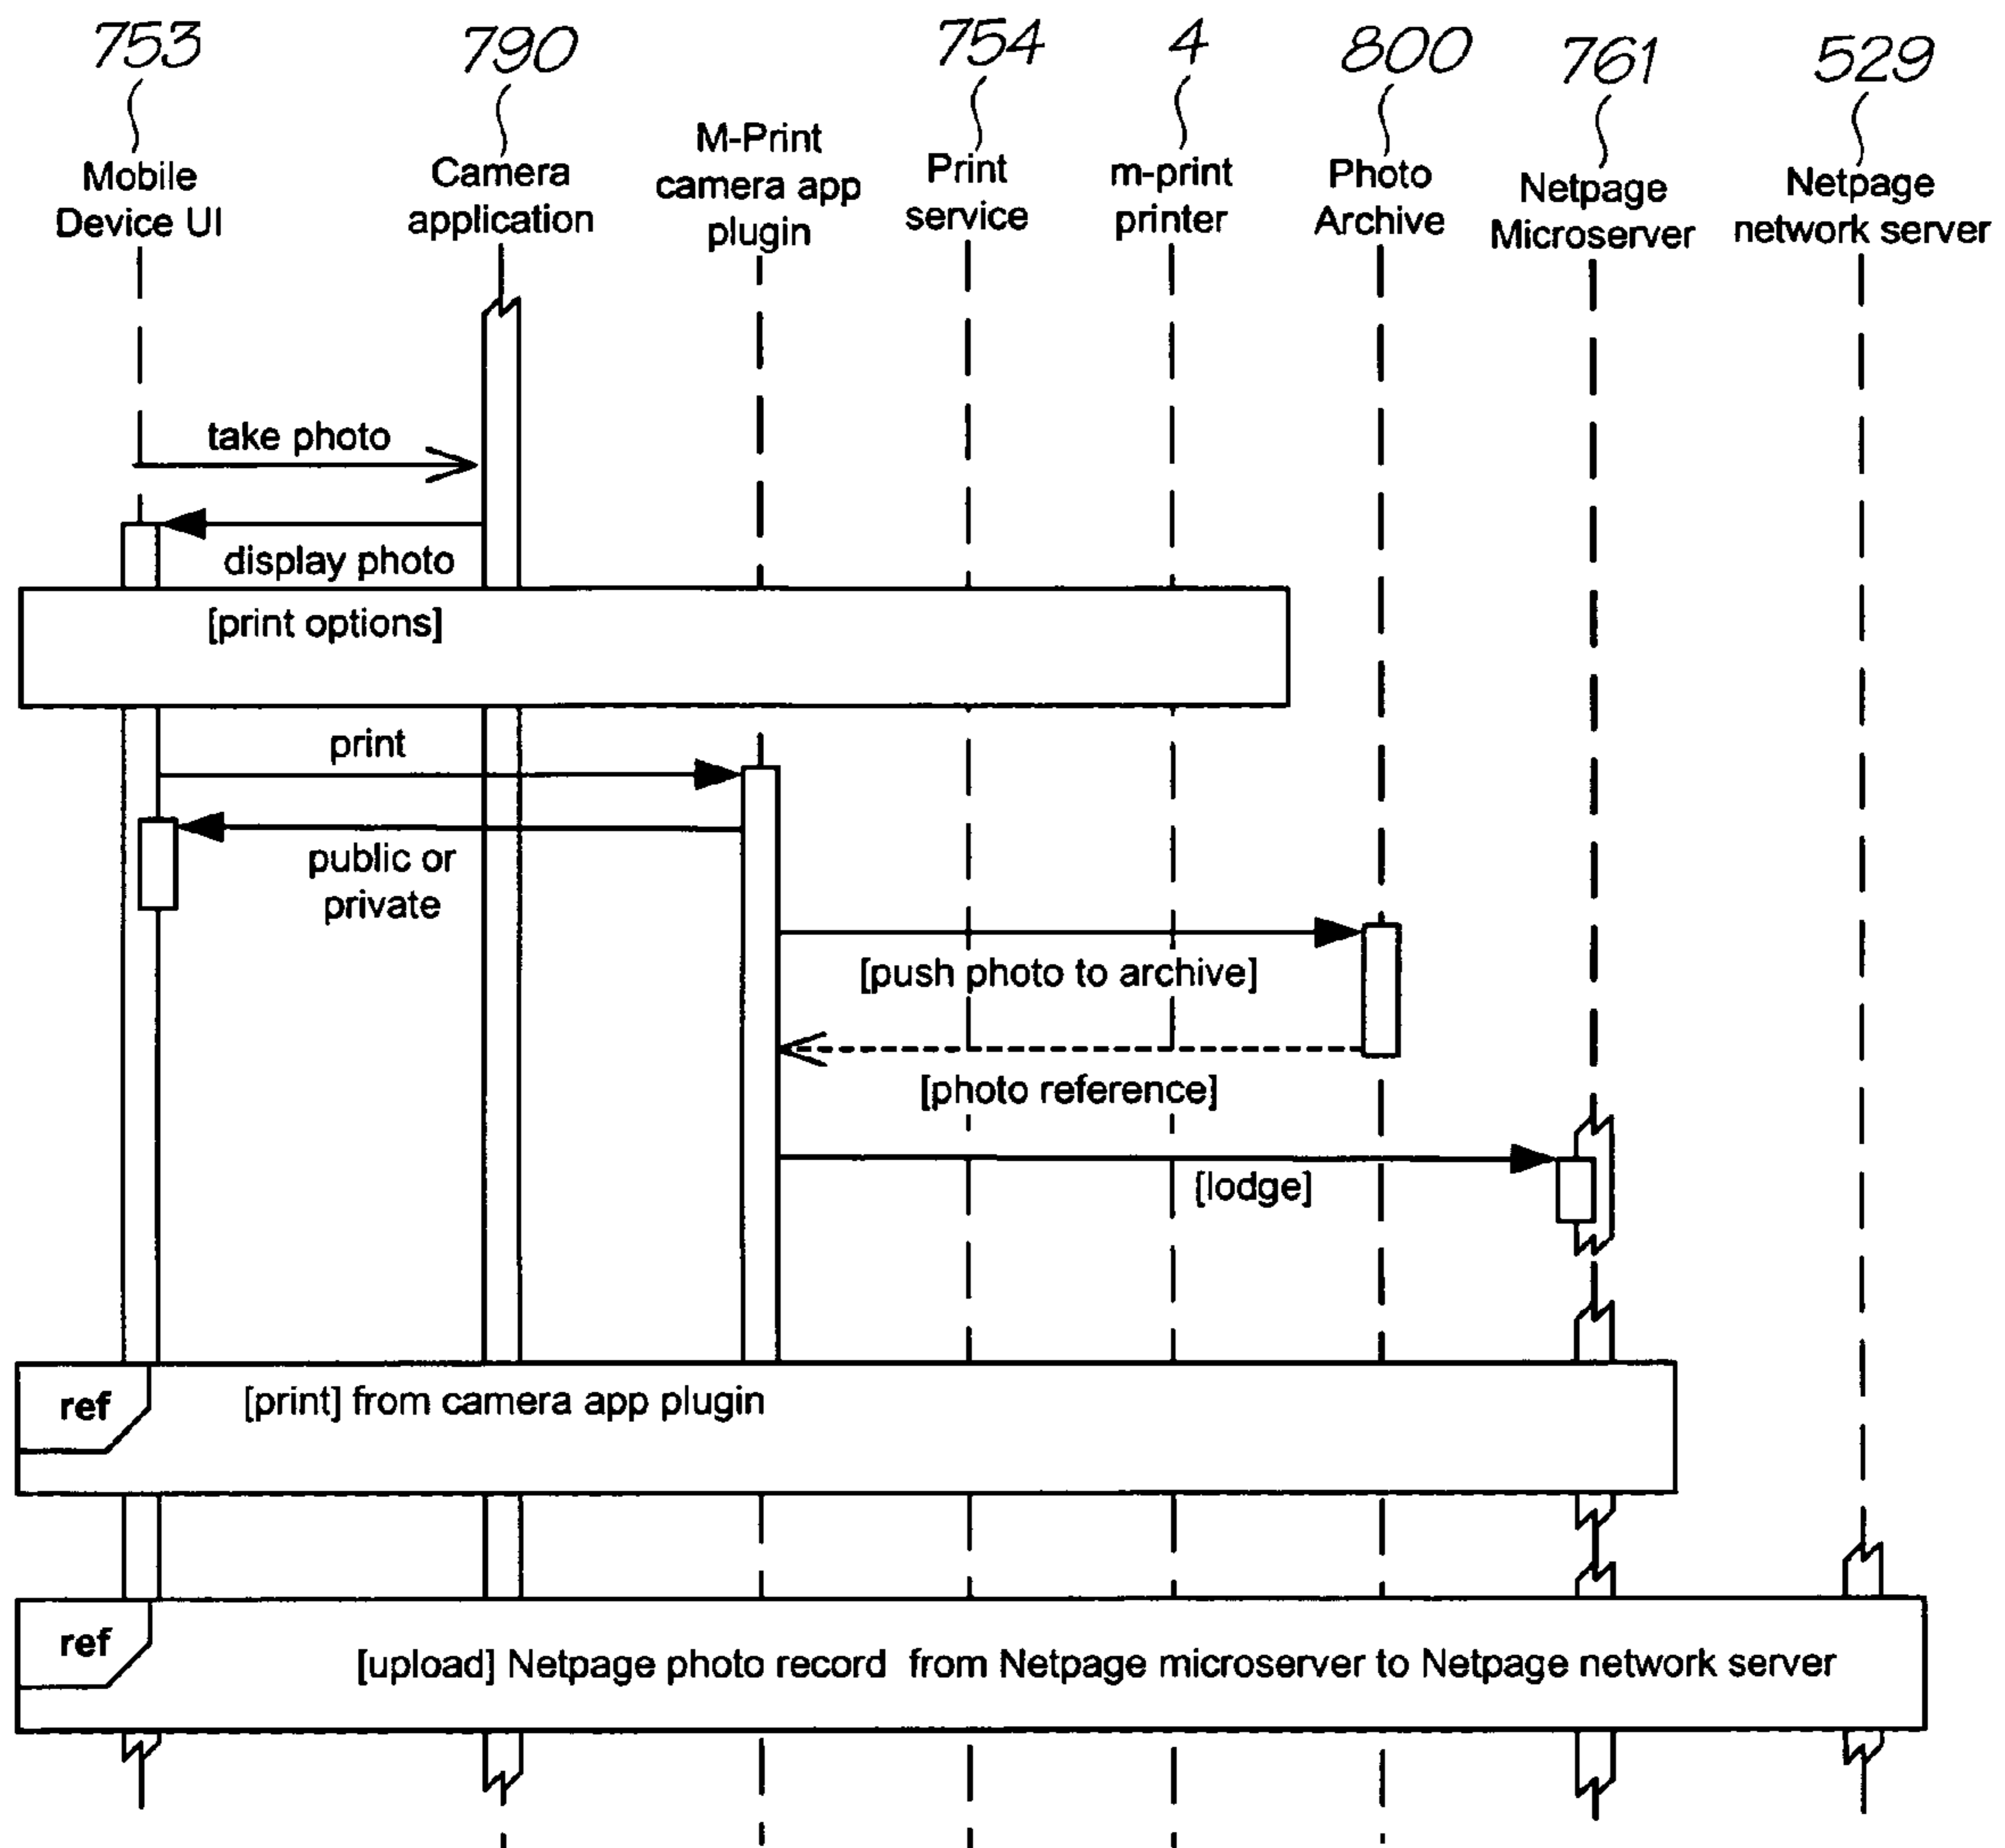 753
790
754
4
800
761
529
Mobile
Device UI
Camera
application
M-Print
camera app
plugin
Print
service
m-print
printer
Photo
Archive
Netpage
Microserver
Netpage
network server
take photo
display photo
[print options]
print
public or
private
[push photo to archive]
[photo reference]
[lodge]
ref
[print] from camera app plugin
ref
[upload] Netpage photo record from Netpage microserver to Netpage network server